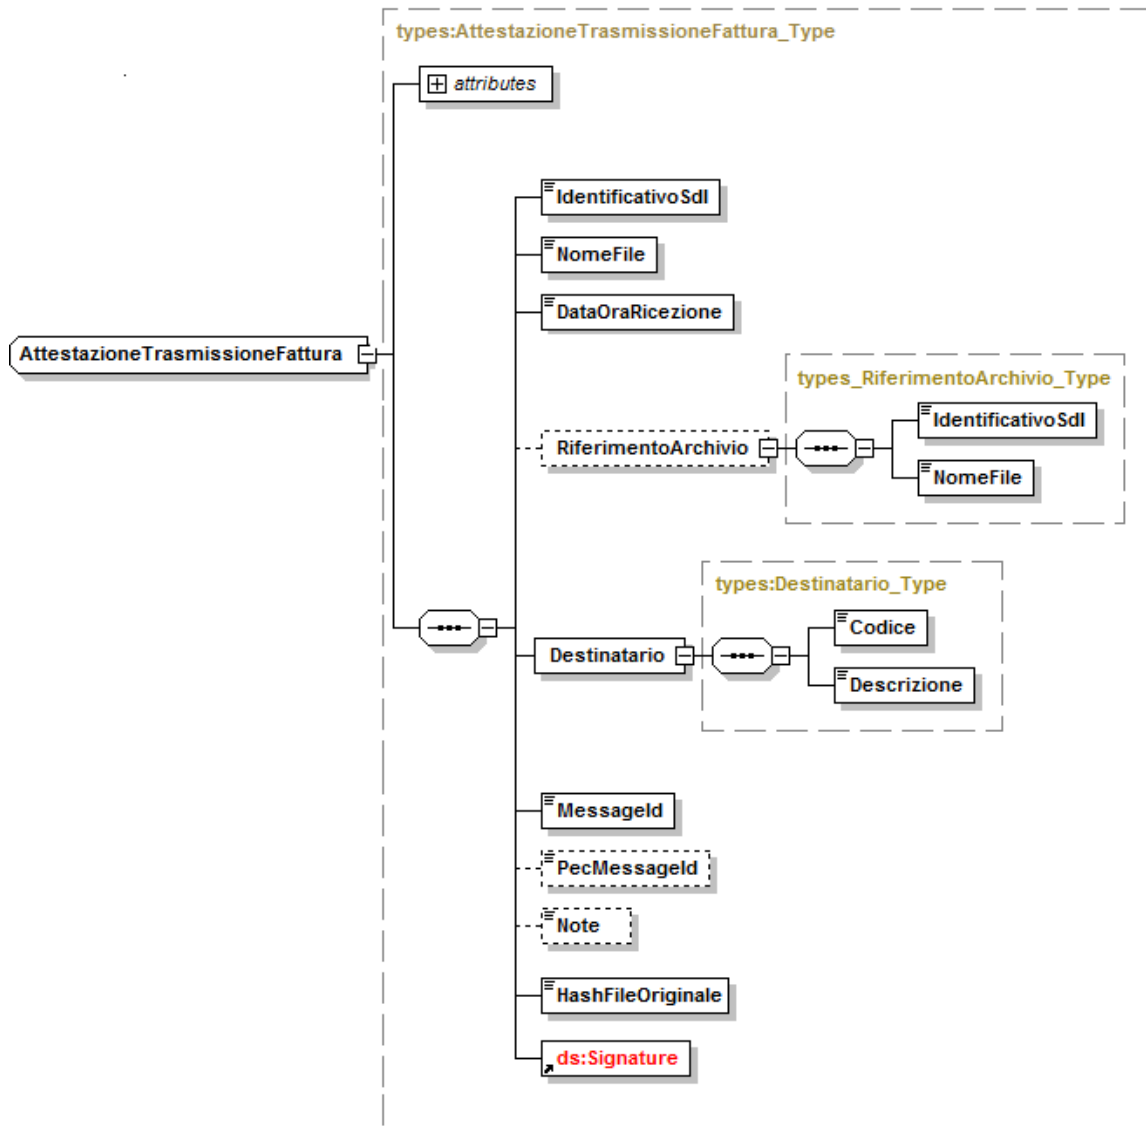 types:AttestazioneTrasmissioneFattura_Type
attributes
IdentificativoSdI
NomeFile
DataOraRicezione
AttestazioneTrasmissioneFattura
types_RiferimentoArchivio_Type
IdentificativoSdI
RiferimentoArchivio
NomeFile
types:Destinatario_Type
Codice
Destinatario
Descrizione
MessageId
PecMessageId
Note
HashFileOriginale
ds:Signature